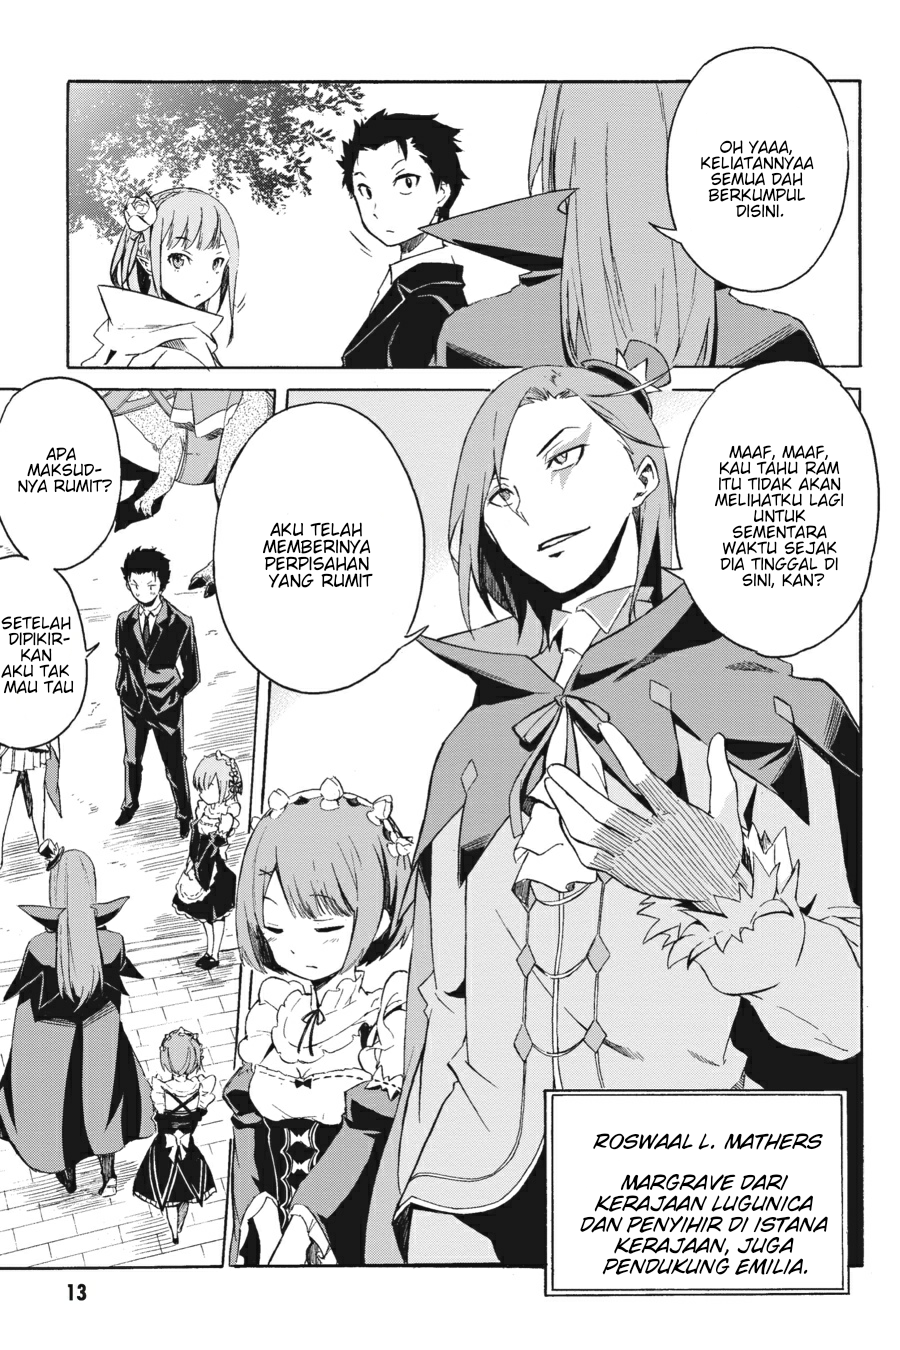 OH YAAA,
KELIATANNYAA
SEMUA DAH
BERKUMPUL
DISINI.
MAAF, MAAF,
KAU TAHU RAM
ITU TIDAK AKAN
MELIHATKU LAGI
UNTUK
SEMENTARA
WAKTU SEJAK
DIA TINGGAL DI
SINI, KAN?
AKU TELAH
MEMBERINYA
PERPISAHAN
YANG RUMIT
ROSWAAL L. MATHERS
MARGRAVE DARI
KERAJAAN LUGUNICA
DAN PENYIHIR DI ISTANA
KERAJAAN, JUGA
PENDUKUNG EMILIA.
APA
MAKSUD-
NYA RUMIT?
SETELAH
DIPIKIR-
KAN
AKU TAK
MAU TAU
13